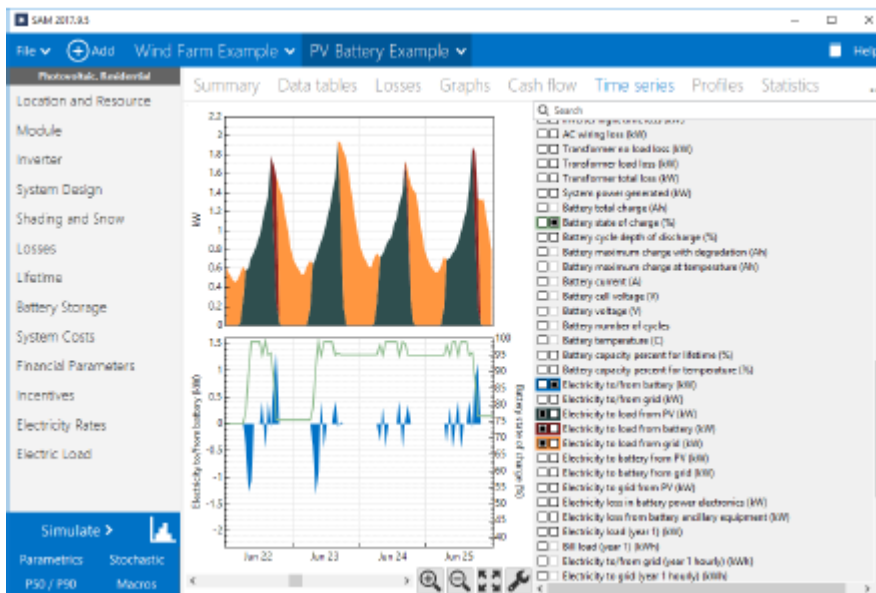 SAM 2017.9.5
File Add Wind Farm Example PV Battery Example Help
Photovoltaic, Residential
Location and Resource
Module
Inverter
System Design
Shading and Snow
Losses
Lifetime
Battery Storage
System Costs
Financial Parameters
Incentives
Electricity Rates
Electric Load
Simulate >
Parametrics Stochastic
P50 / P90 Macros
Summary Data tables Losses Graphs Cash flow Time series Profiles Statistics
2.2
2
1.8
1.6
1.4
1.2
1
0.8
0.6
0.4
0.2
0
kW
1.5
1
0.5
0
-0.5
-1
-1.5
-2
Electricity to/from battery (kW)
100
95
90
85
80
75
70
65
60
55
50
45
40
Battery state of charge (%)
Jun 22 Jun 23 Jun 24 Jun 25
Search
AC wiring loss (kW)
Transformer no load loss (kW)
Transformer load loss (kW)
Transformer total loss (kW)
System power generated (kW)
Battery total charge (Ah)
Battery state of charge (%)
Battery cycle depth of discharge (%)
Battery maximum charge with degradation (Ah)
Battery maximum charge at temperature (Ah)
Battery current (A)
Battery cell voltage (V)
Battery voltage (V)
Battery number of cycles
Battery temperature (C)
Battery capacity percent for lifetime (%)
Battery capacity percent for temperature (%)
Electricity to/from battery (kW)
Electricity to/from grid (kW)
Electricity to load from PV (kW)
Electricity to load from battery (kW)
Electricity to load from grid (kW)
Electricity to battery from PV (kW)
Electricity to battery from grid (kW)
Electricity to grid from PV (kW)
Electricity loss in battery power electronics (kW)
Electricity loss from battery ancillary equipment (kW)
Electricity load (year 1) (kW)
Bill load (year 1) (kWh)
Electricity to/from grid (year 1 hourly) (kWh)
Electricity to grid (year 1 hourly) (kWh)